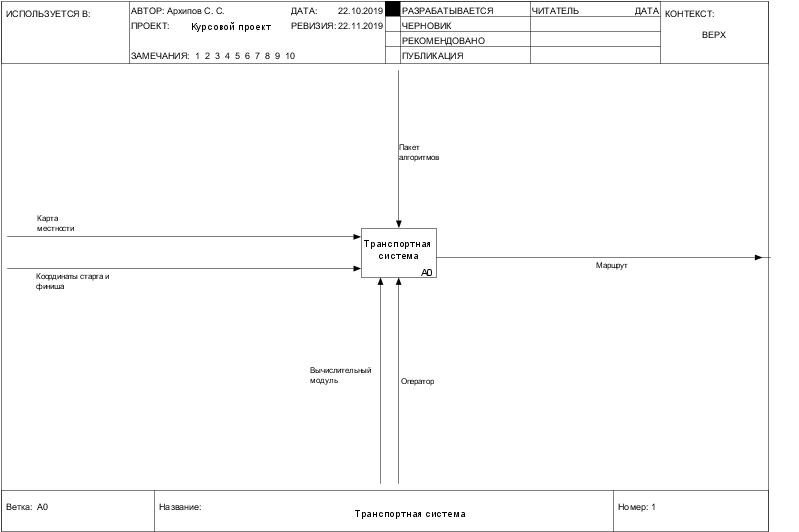 ИСПОЛЬЗУЕТСЯ В:
АВТОР: Архипов С. С.
ДАТА: 22.10.2019
РАЗРАБАТЫВАЕТСЯ
ЧИТАТЕЛЬ
ДАТА
КОНТЕКСТ:
ПРОЕКТ: Курсовой проект
РЕВИЗИЯ: 22.11.2019
ЧЕРНОВИК
РЕКОМЕНДОВАНО
ВЕРХ
ЗАМЕЧАНИЯ: 1 2 3 4 5 6 7 8 9 10
ПУБЛИКАЦИЯ
Пакет
алгоритмов
Карта
местности
Транспортная
система
A0
Координаты старта и
финиша
Маршрут
Вычислительный
модуль
Оператор
Ветка: A0
Название:
Транспортная система
Номер: 1